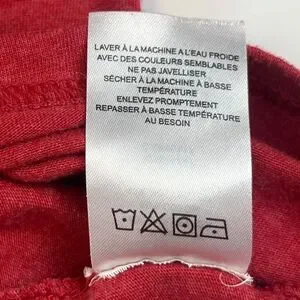 LAVER À LA MACHINE A L'EAU FROIDE
AVEC DES COULEURS SEMBLABLES
NE PAS JAVELLISER
SÉCHER À LA MACHINE À BASSE
TEMPÉRATURE
ENLEVEZ PROMPTEMENT
REPASSER À BASSE TEMPÉRATURE
AU BESOIN